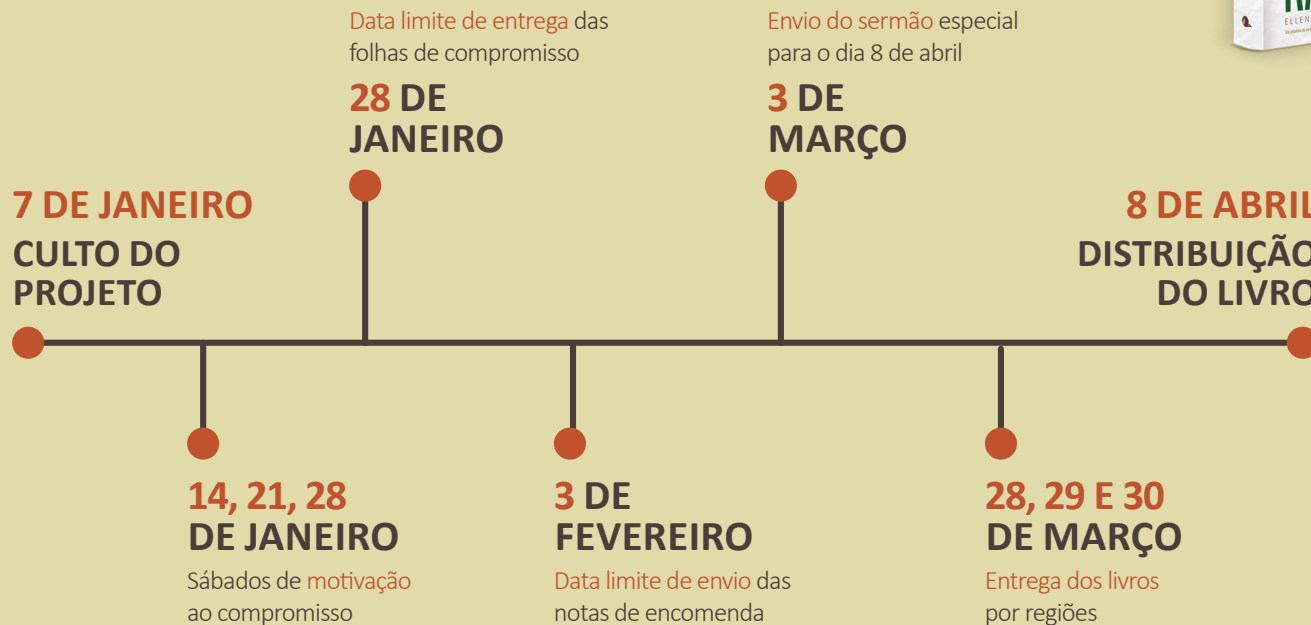 Data limite de entrega das
folhas de compromisso
28 DE
JANEIRO
Envio do sermão especial
para o dia 8 de abril
3 DE
MARÇO
7 DE JANEIRO
CULTO DO
PROJETO
8 DE ABRIL
DISTRIBUIÇÃO
DO LIVRO
14, 21, 28
DE JANEIRO
Sábados de motivação
ao compromisso
3 DE
FEVEREIRO
Data limite de envio das
notas de encomenda
28, 29 E 30
DE MARÇO
Entrega dos livros
por regiões